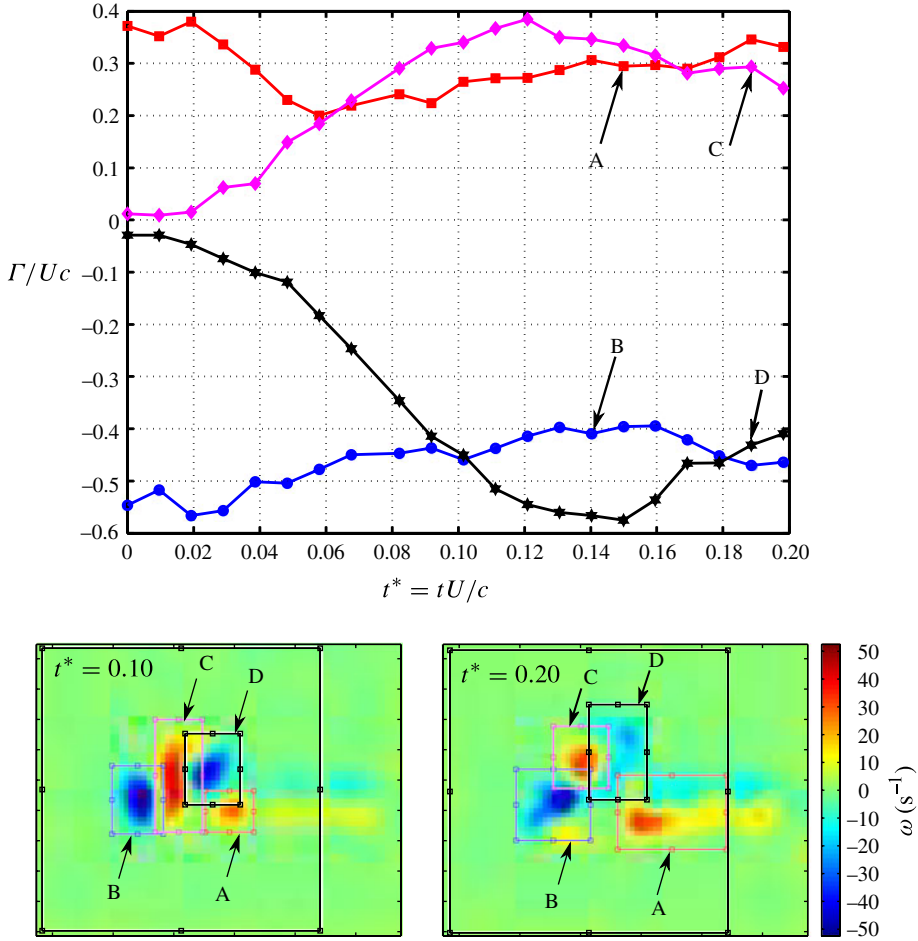 0.4
0.3
0.2
0.1
0
–0.1
–0.2
–0.3
–0.4
–0.5
–0.6
Γ/Uc
A
C
B
D
0 0.02 0.04 0.06 0.08 0.10 0.12 0.14 0.16 0.18 0.20
t* = tU/c
t* = 0.10
C
D
B
A
t* = 0.20
C
D
B
A
50
40
30
20
10
0
–10
–20
–30
–40
–50
ω (s⁻¹)